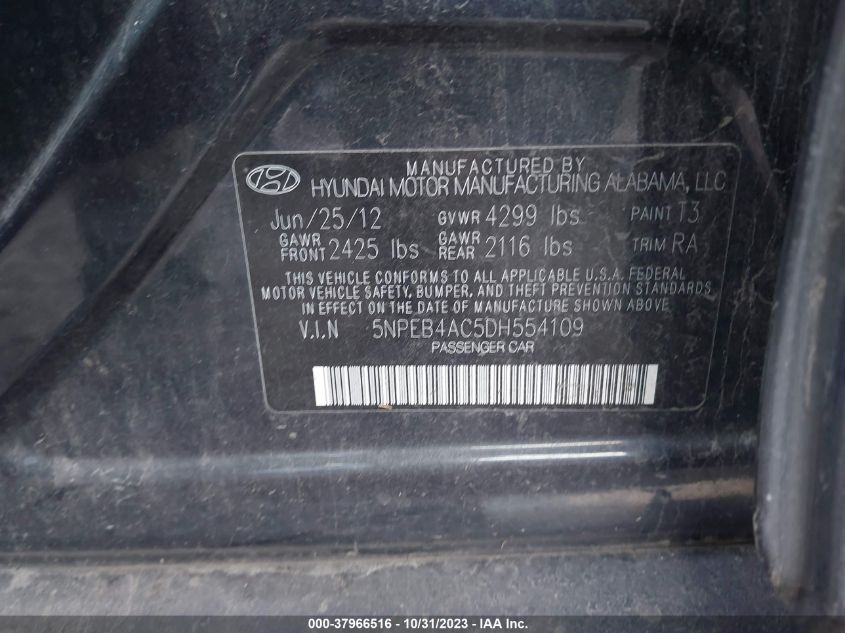 MANUFACTURED BY
HYUNDAI MOTOR MANUFACTURING ALABAMA, LLC
Jun/25/12 GVWR 4299 lbs PAINT T3
GAWR FRONT 2425 lbs GAWR REAR 2116 lbs TRIM RA
THIS VEHICLE CONFORMS TO ALL APPLICABLE U.S.A. FEDERAL
MOTOR VEHICLE SAFETY, BUMPER, AND THEFT PREVENTION STANDARDS
IN EFFECT ON THE DATE OF MANUFACTURE SHOWN ABOVE.
V.I.N 5NPEB4AC5DH554109
PASSENGER CAR
000-37966516 - 10/31/2023 - IAA Inc.